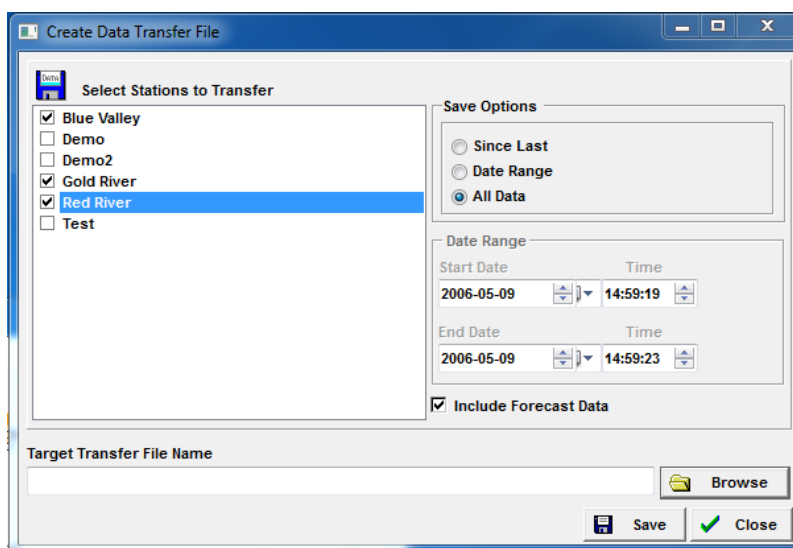 Create Data Transfer File
DATA
Select Stations to Transfer
Blue Valley
Demo
Demo2
Gold River
Red River
Test
Save Options
Since Last
Date Range
All Data
Date Range
Start Date Time
2006-05-09 14:59:19
End Date Time
2006-05-09 14:59:23
Include Forecast Data
Target Transfer File Name
Browse
Save Close